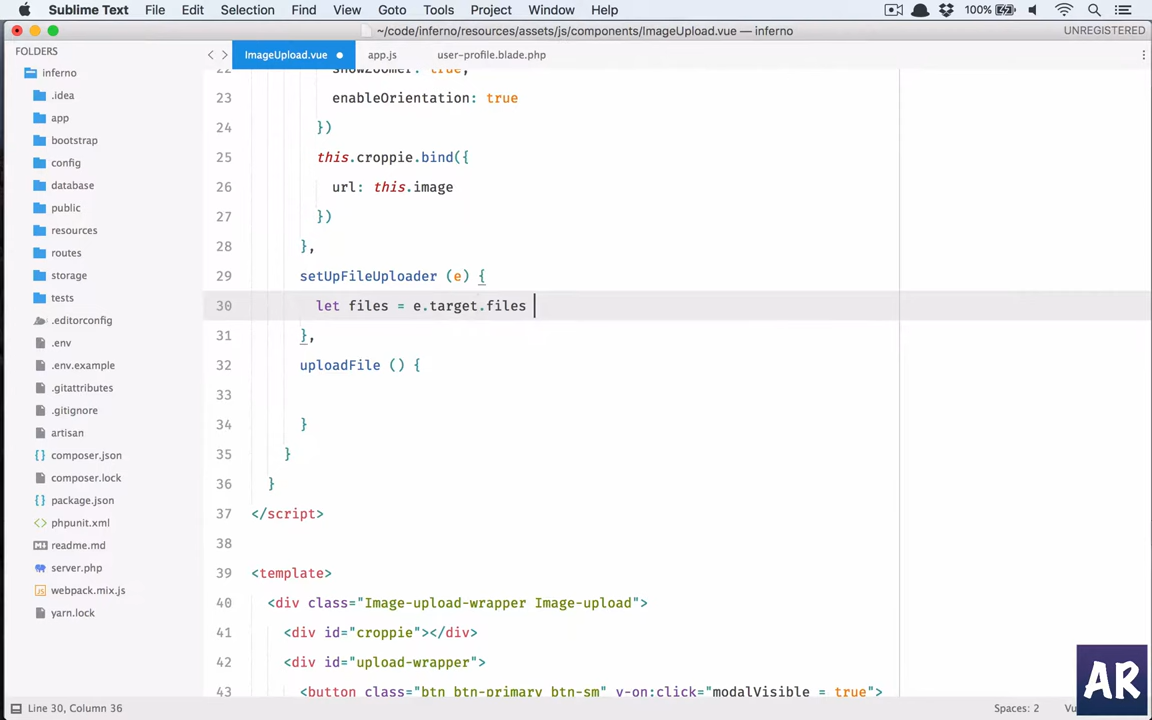 Sublime Text File Edit Selection Find View Goto Tools Project Window Help 100%
~/code/inferno/resources/assets/js/components/ImageUpload.vue — inferno UNREGISTERED
FOLDERS
inferno
.idea
app
bootstrap
config
database
public
resources
routes
storage
tests
.editorconfig
.env
.env.example
.gitattributes
.gitignore
artisan
composer.json
composer.lock
package.json
phpunit.xml
readme.md
server.php
webpack.mix.js
yarn.lock
ImageUpload.vue app.js user-profile.blade.php
22 showZoomer: true,
23 enableOrientation: true
24 })
25 this.croppie.bind({
26 url: this.image
27 })
28 },
29 setUpFileUploader (e) {
30 let files = e.target.files
31 },
32 uploadFile () {
33
34 }
35 }
36 }
37 </script>
38
39 <template>
40 <div class="Image-upload-wrapper Image-upload">
41 <div id="croppie"></div>
42 <div id="upload-wrapper">
43 <button class="btn btn-primary btn-sm" v-on:click="modalVisible = true">
Line 30, Column 36 Spaces: 2
AR